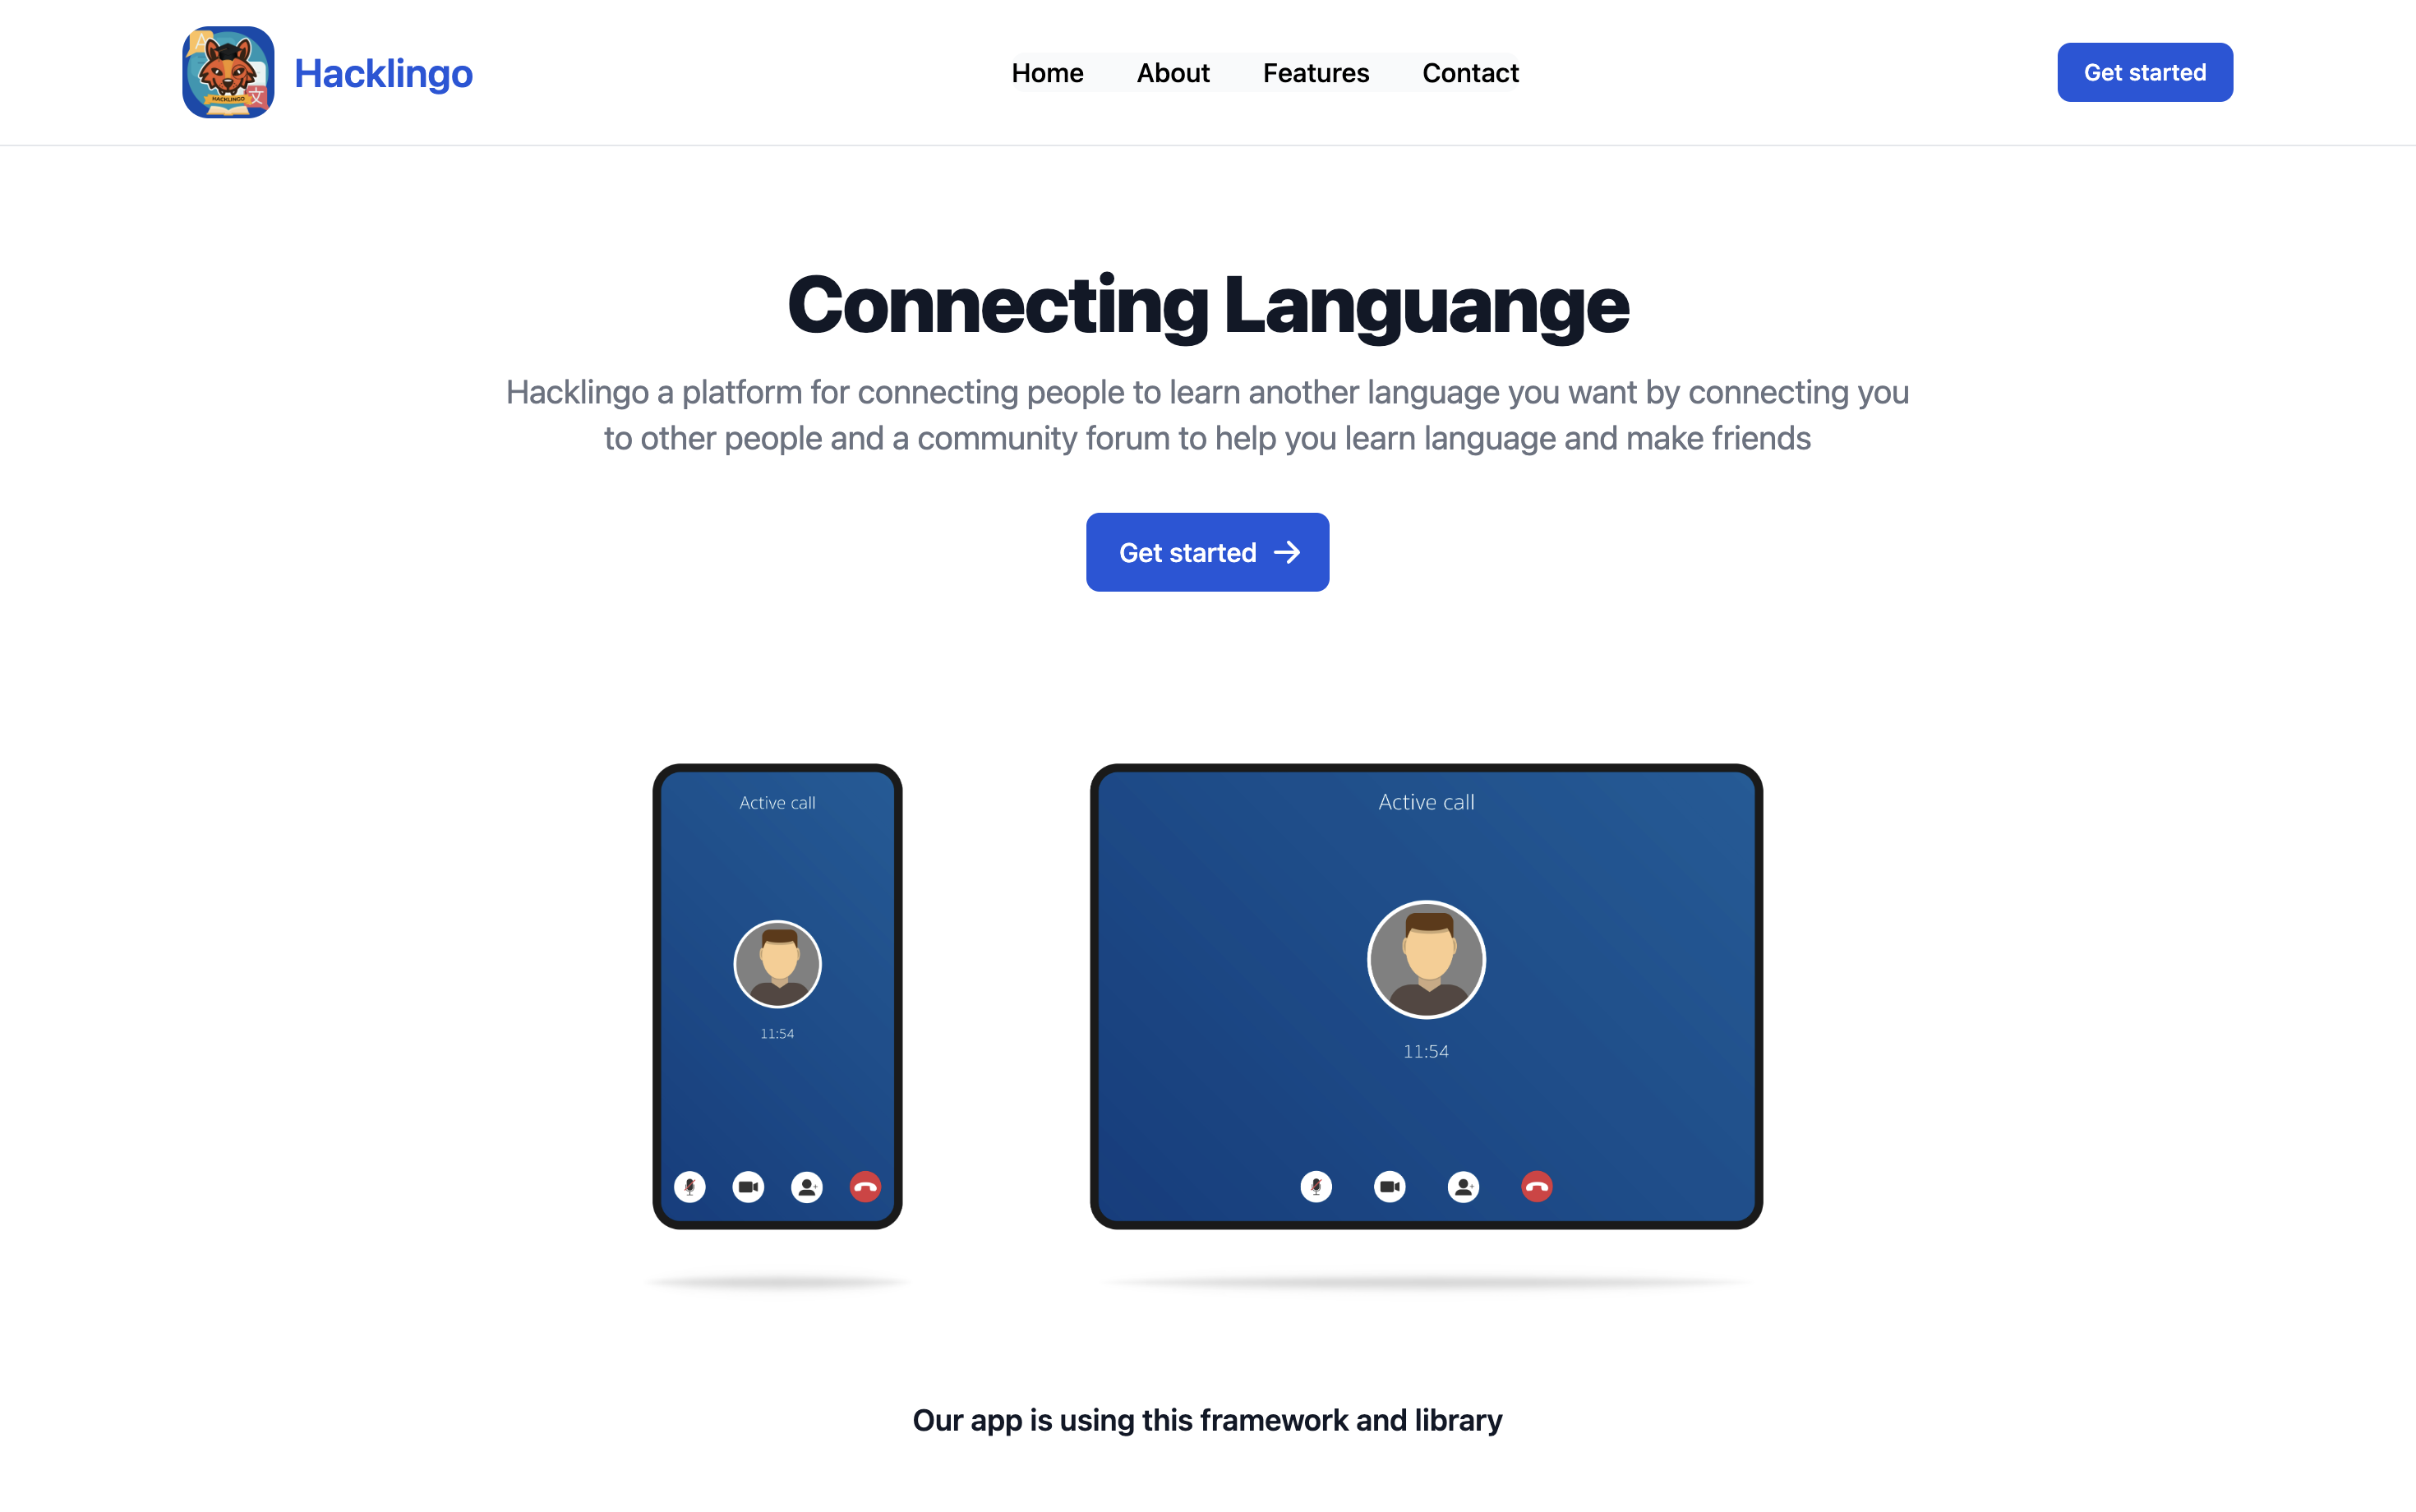 A
文
HACKLINGO
Hacklingo
Home About Features Contact
Get started
Connecting Languange
Hacklingo a platform for connecting people to learn another language you want by connecting you
to other people and a community forum to help you learn language and make friends
Get started →
Active call
11:54
Active call
11:54
Our app is using this framework and library